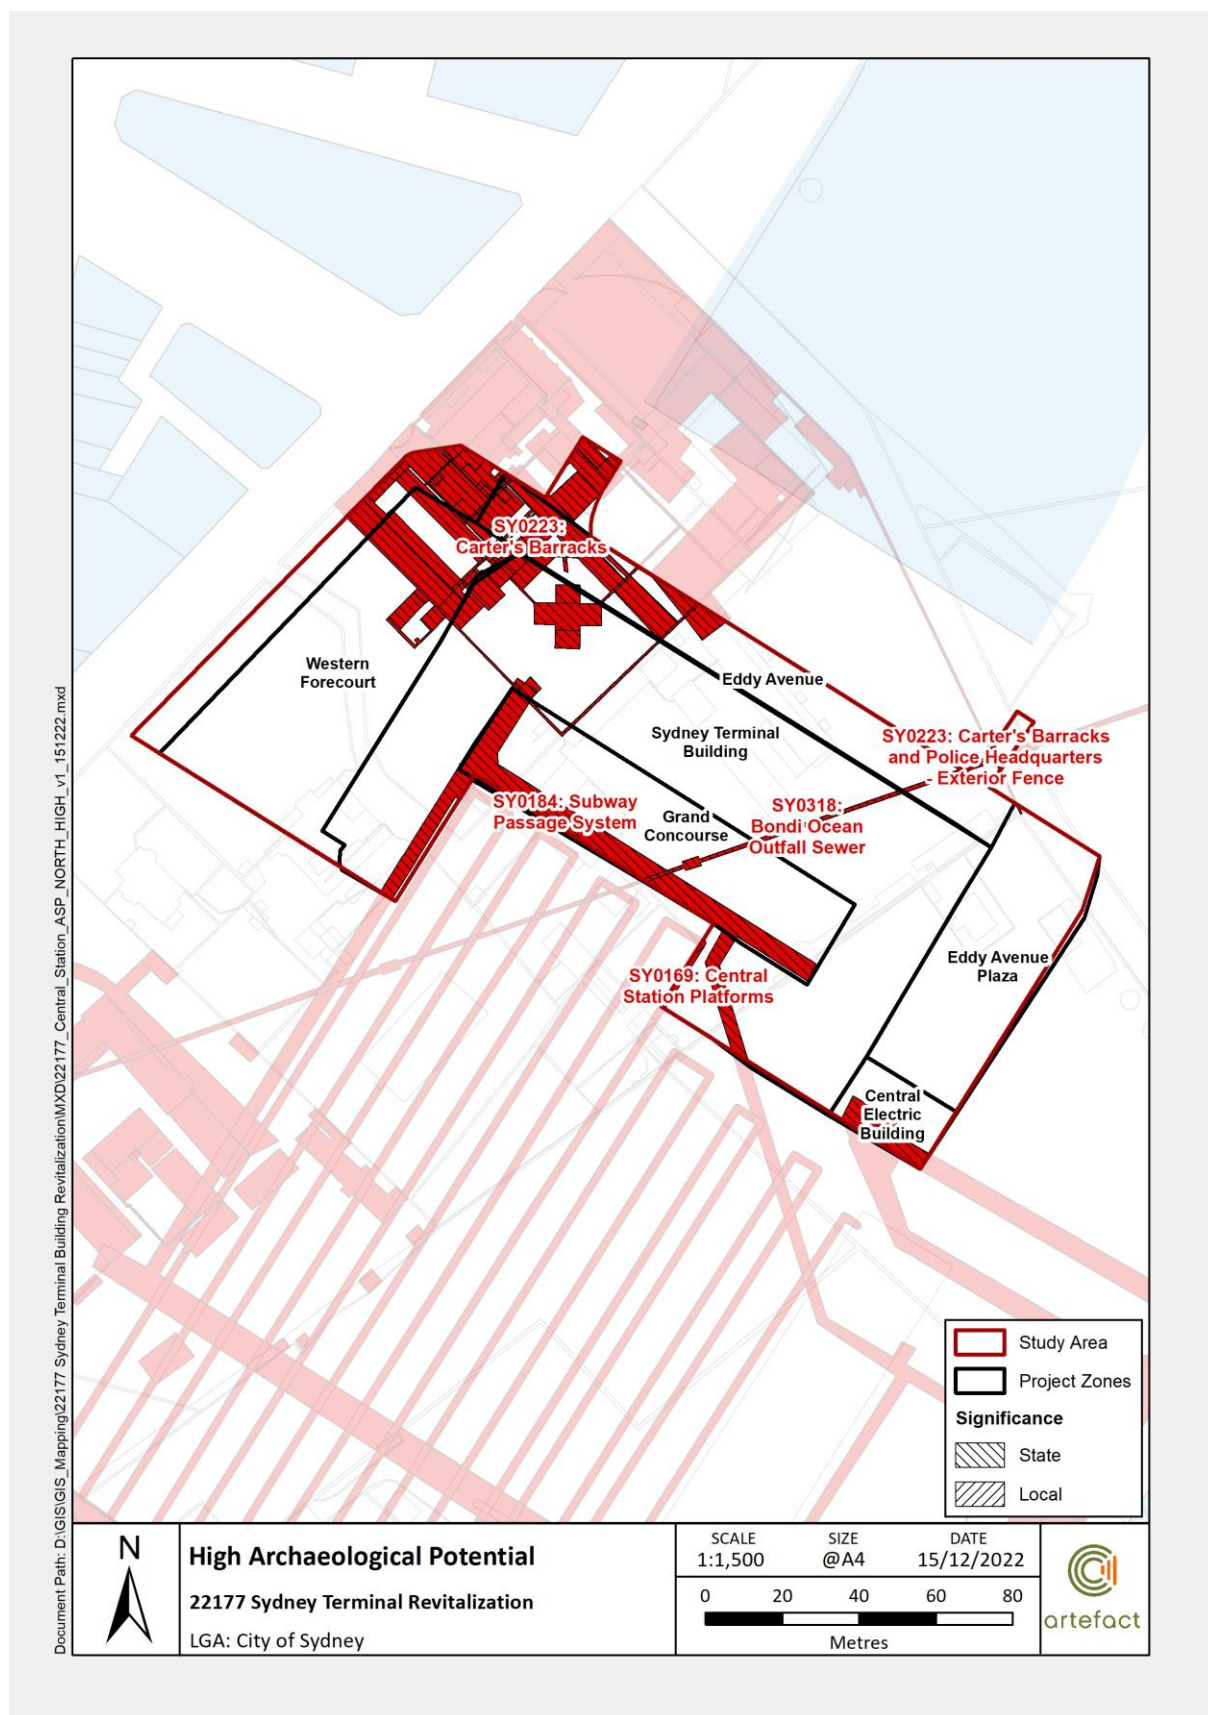 SY0223:
Carter's Barracks
Western
Forecourt
Eddy Avenue
Sydney Terminal
Building
SY0223: Carter's Barracks
and Police Headquarters
- Exterior Fence
SY0184: Subway
Passage System
Grand
Concourse
SY0318:
Bondi Ocean
Outfall Sewer
Eddy Avenue
Plaza
SY0169: Central
Station Platforms
Central
Electric
Building
Study Area
Project Zones
Significance
State
Local
Document Path: D:\GIS\GIS_Mapping\22177 Sydney Terminal Building Revitalization\MXD\22177_Central_Station_ASP_NORTH_HIGH_v1_151222.mxd
N
High Archaeological Potential
22177 Sydney Terminal Revitalization
LGA: City of Sydney
SCALE
1:1,500
SIZE
@A4
DATE
15/12/2022
0 20 40 60 80
Metres
artefact